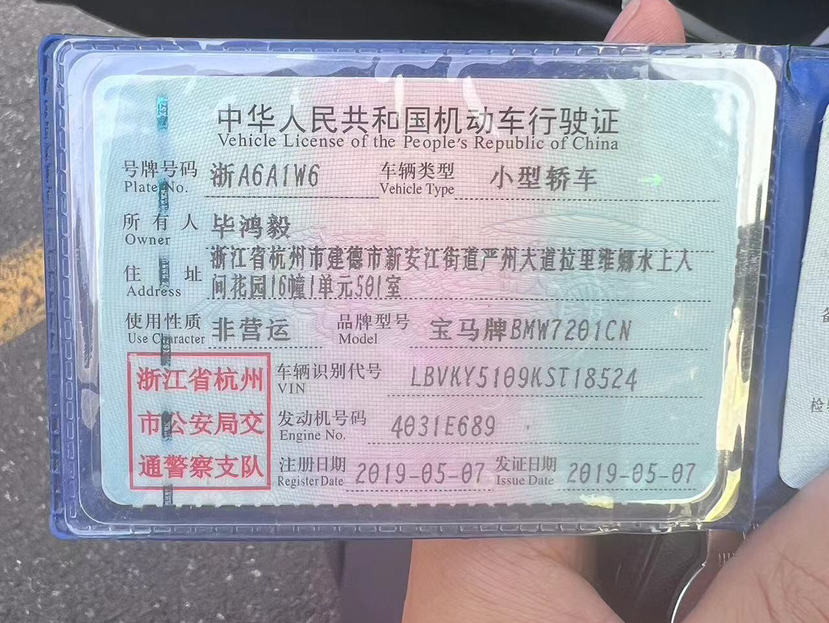 中华人民共和国机动车行驶证
Vehicle License of the People's Republic of China
号牌号码 浙A6A1W6 车辆类型 小型轿车
Plate No. Vehicle Type
所有人 毕鸿毅
Owner
住址 浙江省杭州市建德市新安江街道严州大道拉里维娜水上人
Address 间花园16幢1单元501室
使用性质 非营运 品牌型号 宝马牌BMW7201CN
Use Character Model
浙江省杭州 车辆识别代号 LBVKY5109KST18524
VIN
市公安局交 发动机号码 4031E689
Engine No.
通警察支队 注册日期 2019-05-07 发证日期 2019-05-07
Register Date Issue Date